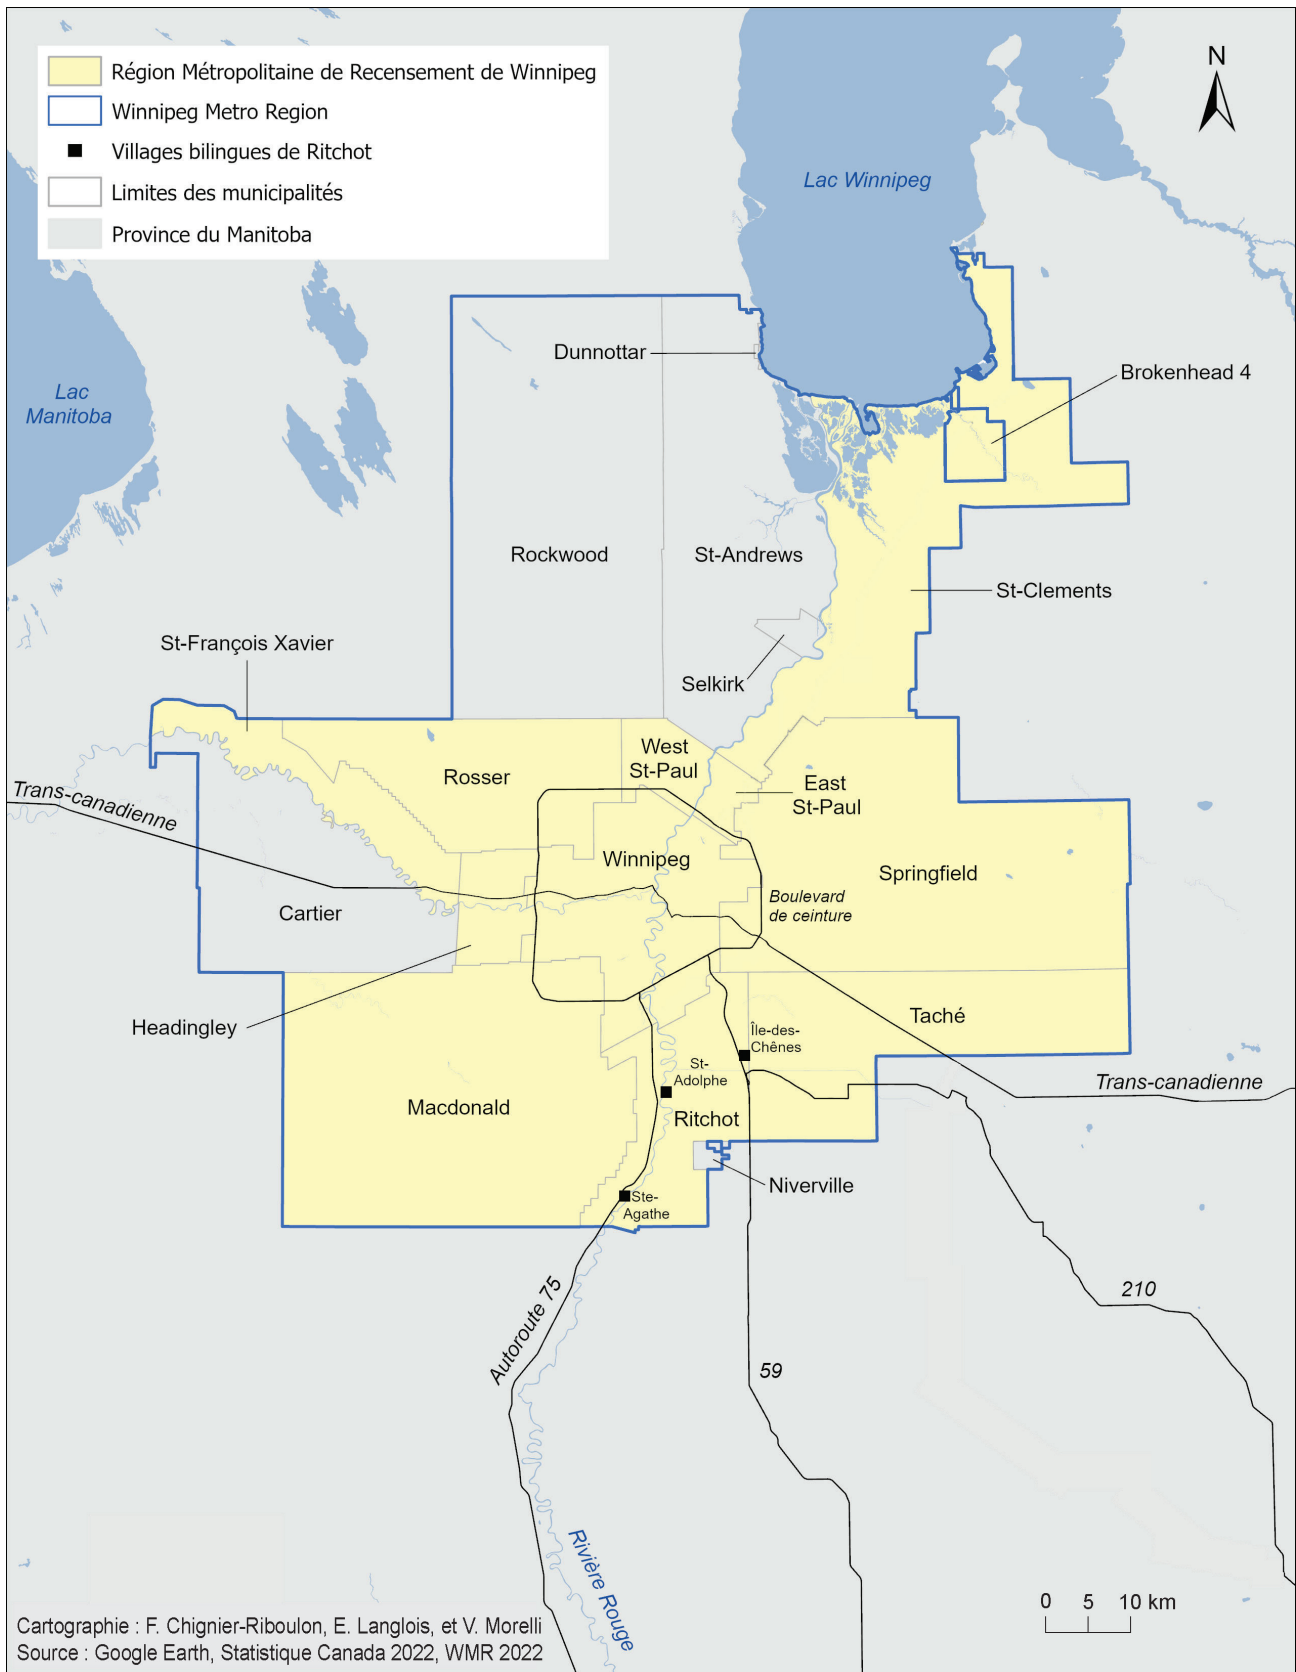 Région Métropolitaine de Recensement de Winnipeg
Winnipeg Metro Region
Villages bilingues de Ritchot
Limites des municipalités
Province du Manitoba
N
Lac Winnipeg
Lac
Manitoba
Dunnottar
Brokenhead 4
Rockwood
St-Andrews
St-Clements
St-François Xavier
Selkirk
West
St-Paul
Rosser
East
St-Paul
Trans-canadienne
Winnipeg
Springfield
Boulevard
de ceinture
Cartier
Headingley
Taché
Île-des-
Chênes
St-
Adolphe
Trans-canadienne
Macdonald
Ritchot
Niverville
Ste-
Agathe
Autoroute 75
210
59
Rivière Rouge
0 5 10 km
Cartographie : F. Chignier-Riboulon, E. Langlois, et V. Morelli
Source : Google Earth, Statistique Canada 2022, WMR 2022